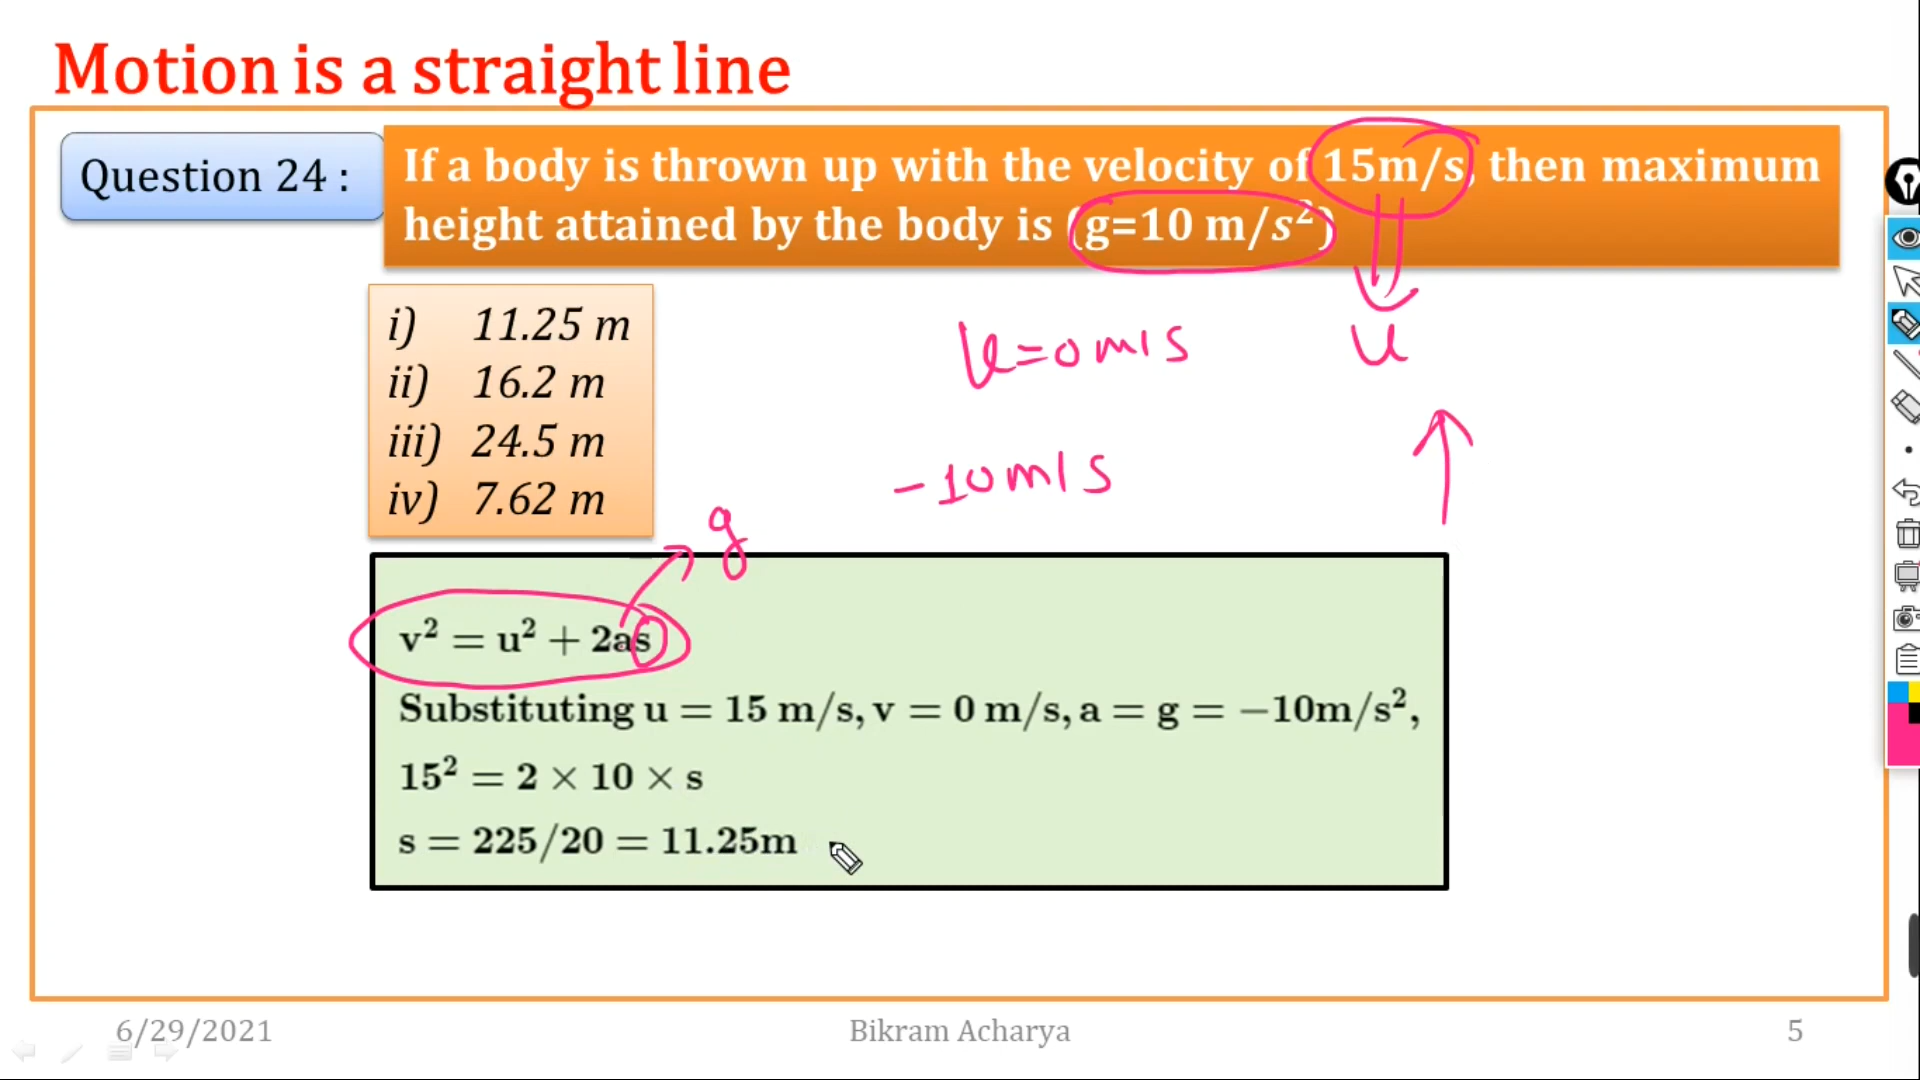 Motion is a straight line
Question 24 :
If a body is thrown up with the velocity of 15m/s, then maximum
height attained by the body is (g=10 m/s²)
i) 11.25 m
ii) 16.2 m
iii) 24.5 m
iv) 7.62 m
v=0m/s
u
-10m/s
g
v² = u² + 2as
Substituting u = 15 m/s, v = 0 m/s, a = g = −10m/s²,
15² = 2 × 10 × s
s = 225/20 = 11.25m
6/29/2021
Bikram Acharya
5